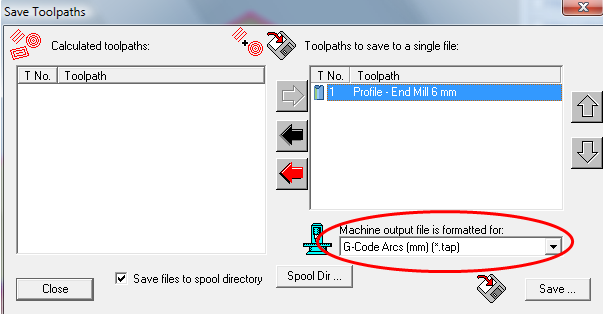 Save Toolpaths
Calculated toolpaths:
T No. Toolpath
Toolpaths to save to a single file:
T No. Toolpath
1 Profile - End Mill 6 mm
Machine output file is formatted for:
G-Code Arcs (mm) (*.tap)
Save files to spool directory
Spool Dir ...
Close
Save ...